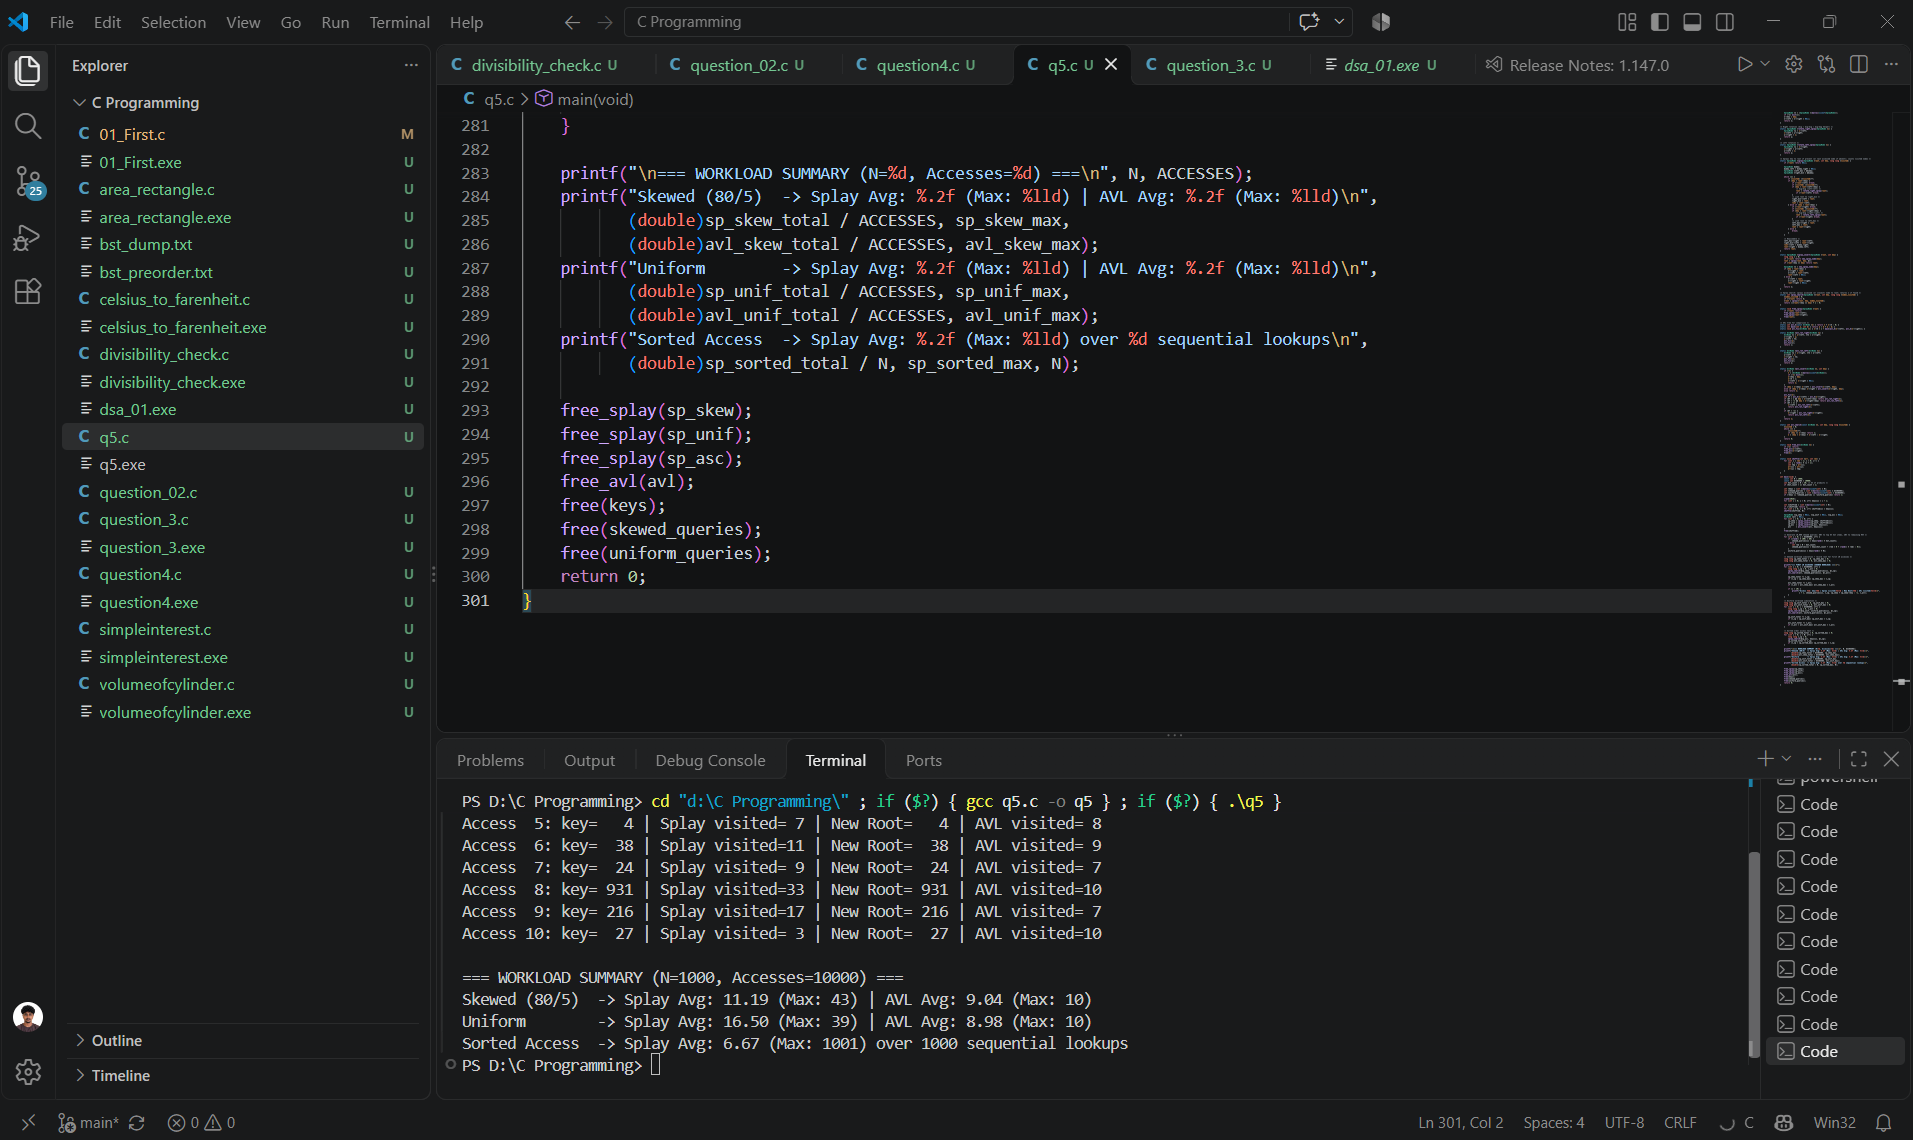 File Edit Selection View Go Run Terminal Help
C Programming
Explorer
C Programming
C 01_First.c M
01_First.exe U
C area_rectangle.c U
area_rectangle.exe U
bst_dump.txt U
bst_preorder.txt U
C celsius_to_farenheit.c U
celsius_to_farenheit.exe U
C divisibility_check.c U
divisibility_check.exe U
dsa_01.exe U
C q5.c U
q5.exe
C question_02.c U
C question_3.c U
question_3.exe U
C question4.c U
question4.exe U
C simpleinterest.c U
simpleinterest.exe U
C volumeofcylinder.c U
volumeofcylinder.exe U
25
Outline
Timeline
C divisibility_check.c U
C question_02.c U
C question4.c U
C q5.c U
C question_3.c U
dsa_01.exe U
Release Notes: 1.147.0
C q5.c > main(void)
281 }
282
283 printf("\n=== WORKLOAD SUMMARY (N=%d, Accesses=%d) ===\n", N, ACCESSES);
284 printf("Skewed (80/5)  -> Splay Avg: %.2f (Max: %lld) | AVL Avg: %.2f (Max: %lld)\n",
285 (double)sp_skew_total / ACCESSES, sp_skew_max,
286 (double)avl_skew_total / ACCESSES, avl_skew_max);
287 printf("Uniform        -> Splay Avg: %.2f (Max: %lld) | AVL Avg: %.2f (Max: %lld)\n",
288 (double)sp_unif_total / ACCESSES, sp_unif_max,
289 (double)avl_unif_total / ACCESSES, avl_unif_max);
290 printf("Sorted Access  -> Splay Avg: %.2f (Max: %lld) over %d sequential lookups\n",
291 (double)sp_sorted_total / N, sp_sorted_max, N);
292
293 free_splay(sp_skew);
294 free_splay(sp_unif);
295 free_splay(sp_asc);
296 free_avl(avl);
297 free(keys);
298 free(skewed_queries);
299 free(uniform_queries);
300 return 0;
301 }
Problems Output Debug Console Terminal Ports
PS D:\C Programming> cd "d:\C Programming\" ; if ($?) { gcc q5.c -o q5 } ; if ($?) { .\q5 }
Access  5: key=   4 | Splay visited= 7 | New Root=   4 | AVL visited= 8
Access  6: key=  38 | Splay visited=11 | New Root=  38 | AVL visited= 9
Access  7: key=  24 | Splay visited= 9 | New Root=  24 | AVL visited= 7
Access  8: key= 931 | Splay visited=33 | New Root= 931 | AVL visited=10
Access  9: key= 216 | Splay visited=17 | New Root= 216 | AVL visited= 7
Access 10: key=  27 | Splay visited= 3 | New Root=  27 | AVL visited=10
=== WORKLOAD SUMMARY (N=1000, Accesses=10000) ===
Skewed (80/5)  -> Splay Avg: 11.19 (Max: 43) | AVL Avg: 9.04 (Max: 10)
Uniform        -> Splay Avg: 16.50 (Max: 39) | AVL Avg: 8.98 (Max: 10)
Sorted Access  -> Splay Avg: 6.67 (Max: 1001) over 1000 sequential lookups
PS D:\C Programming>
powershell
Code
Code
Code
Code
Code
Code
Code
Code
Code
Code
main* 0 0
Ln 301, Col 2 Spaces: 4 UTF-8 CRLF C Win32